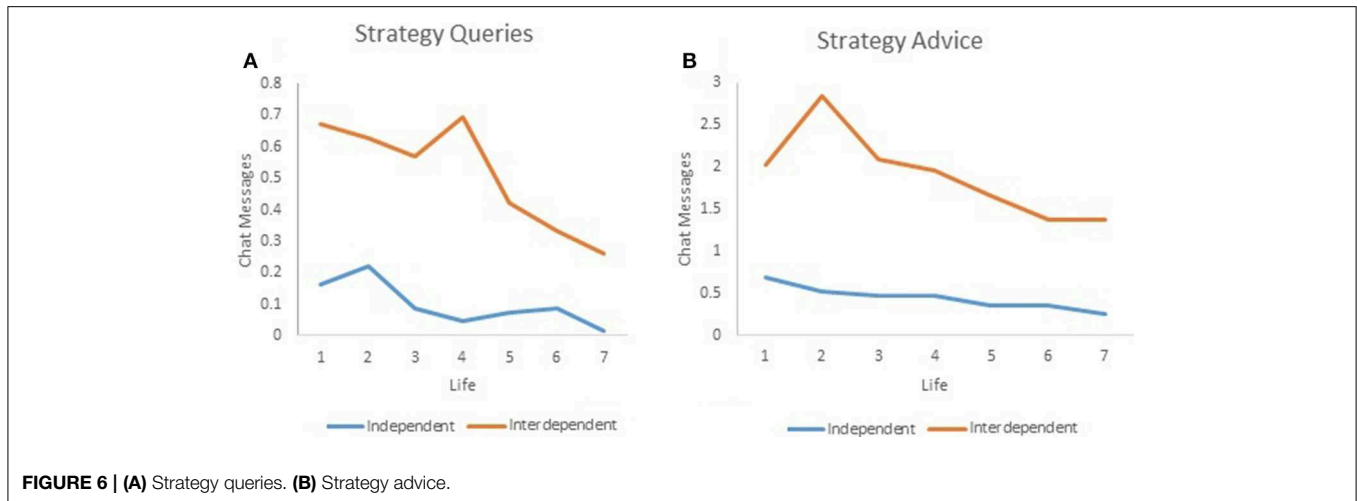 Strategy Queries
A
0.8
0.7
0.6
0.5
0.4
0.3
0.2
0.1
0
Chat Messages
1 2 3 4 5 6 7
Life
Independent Interdependent
Strategy Advice
B
3
2.5
2
1.5
1
0.5
0
Chat Messages
1 2 3 4 5 6 7
Life
Independent Interdependent
FIGURE 6 | (A) Strategy queries. (B) Strategy advice.